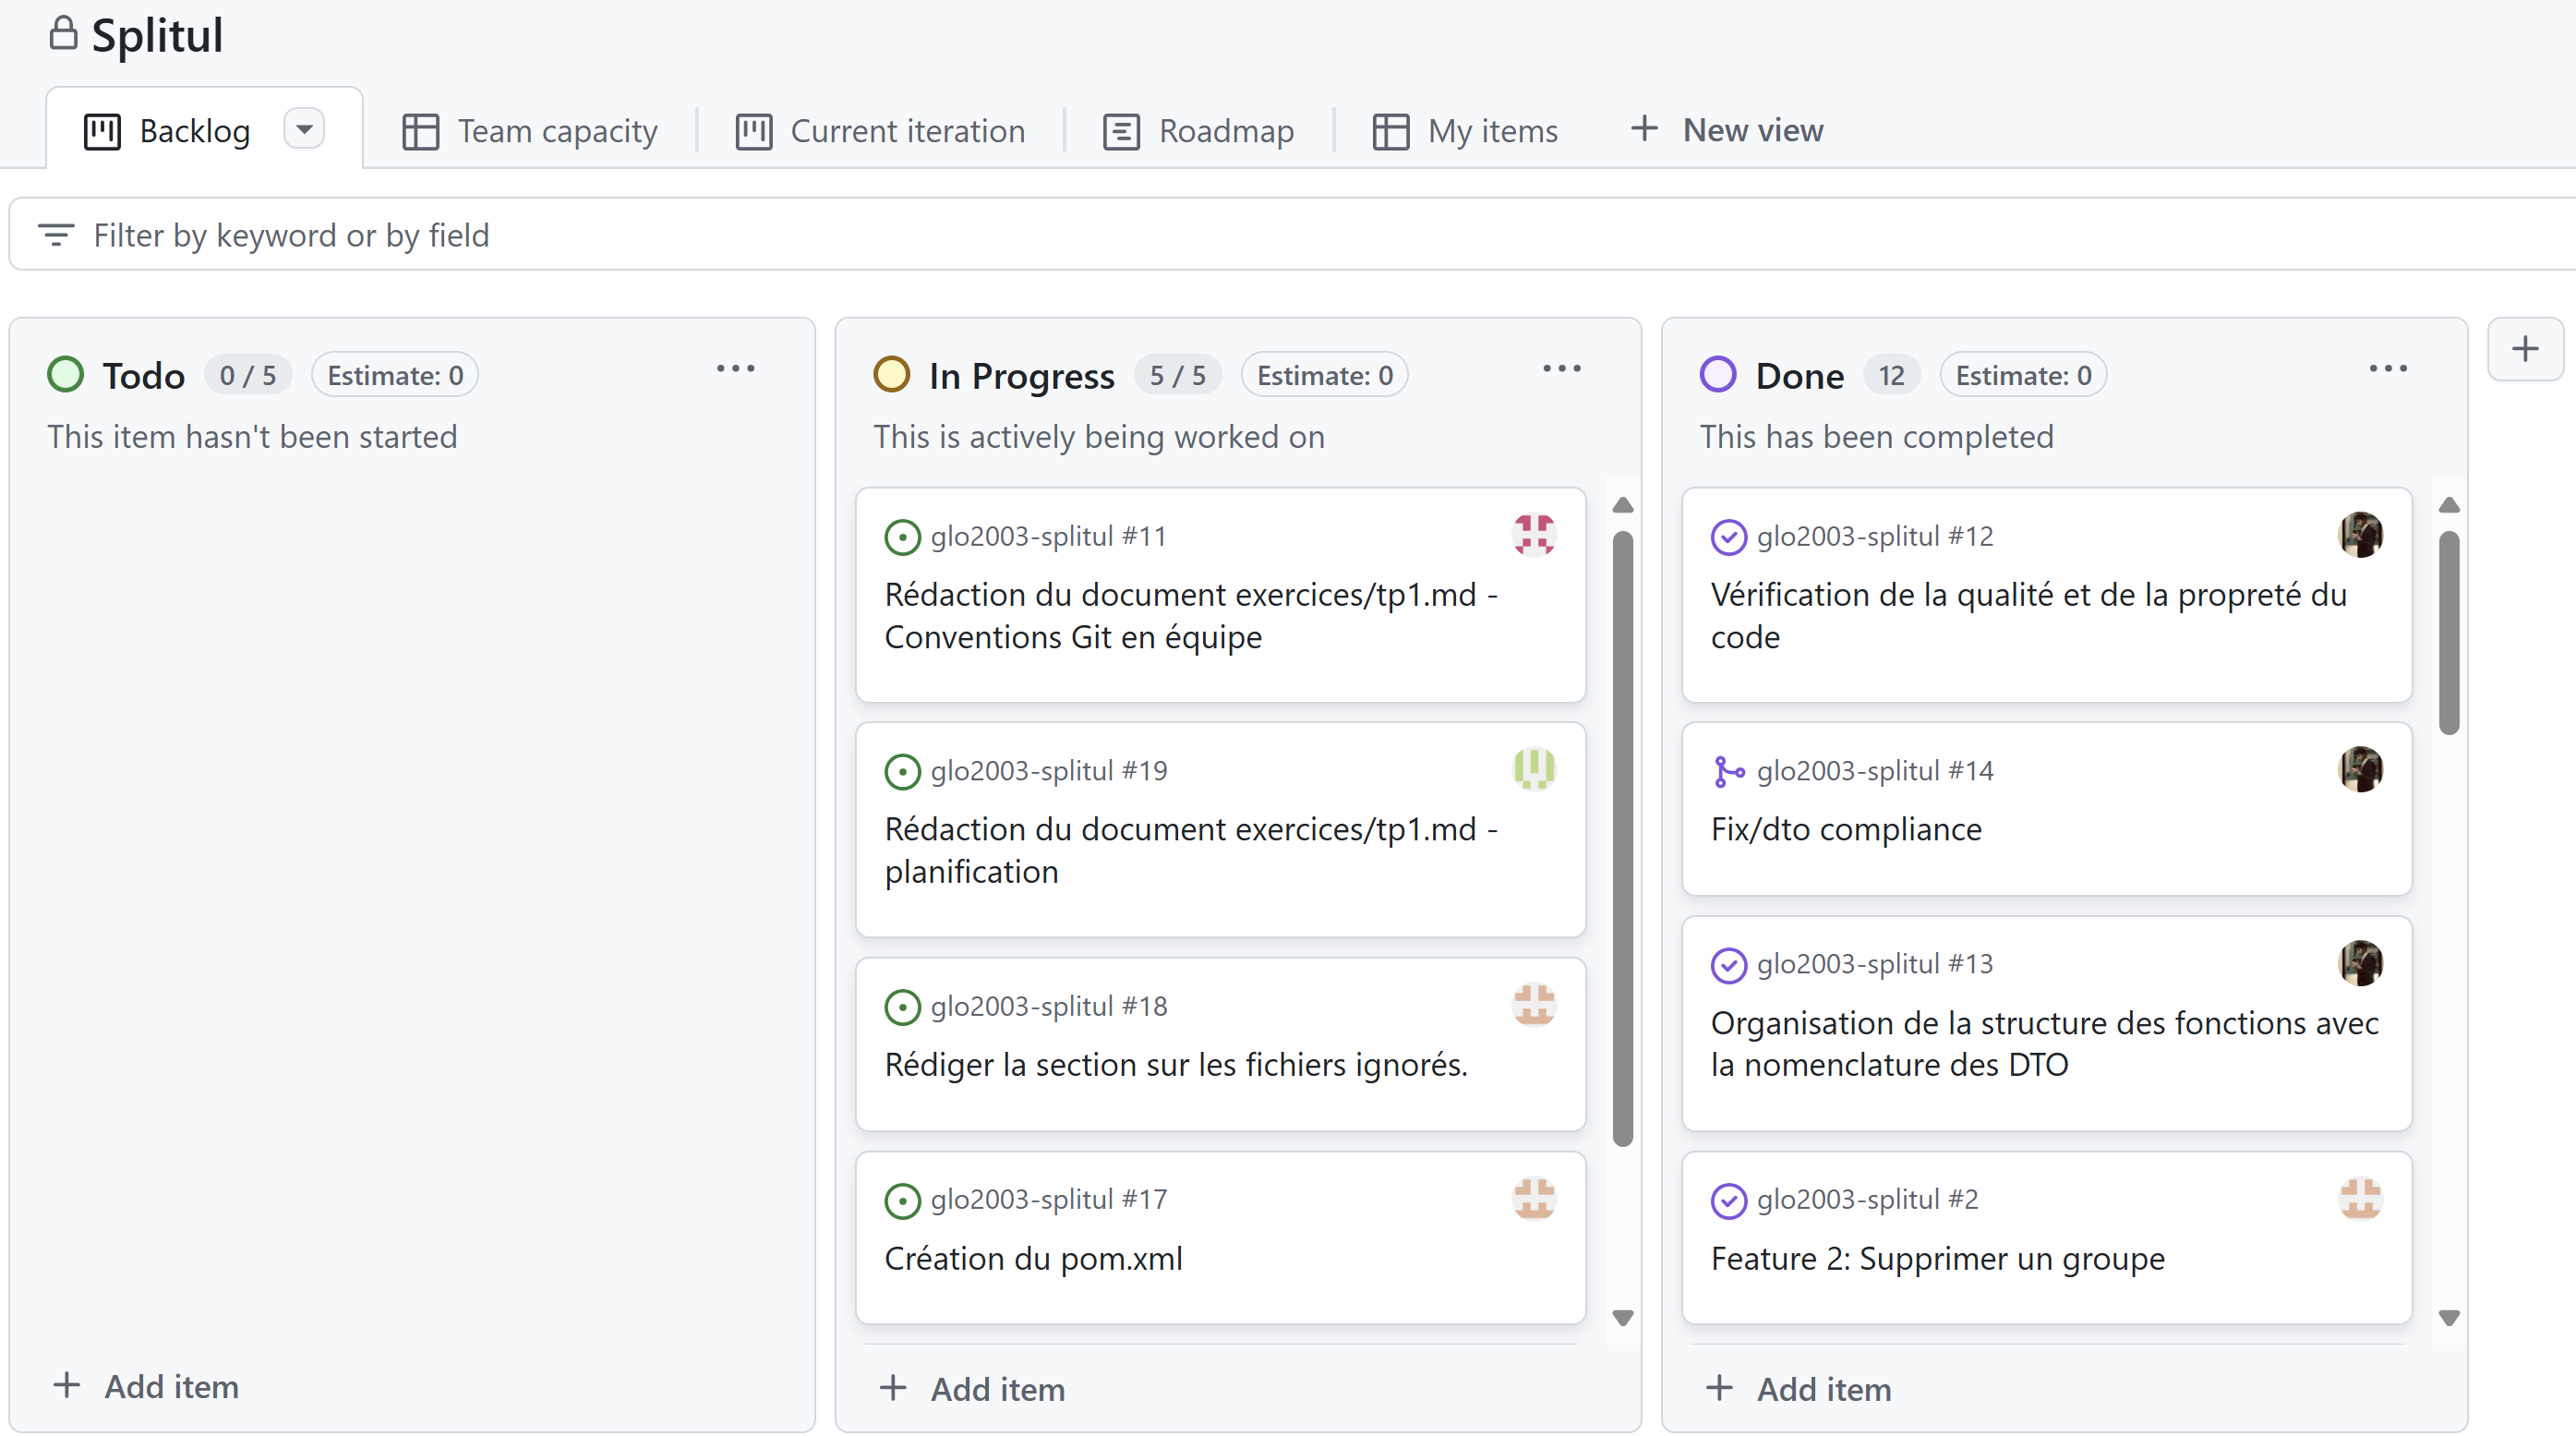 Splitul
Backlog
Team capacity
Current iteration
Roadmap
My items
New view
Filter by keyword or by field
Todo 0 / 5 Estimate: 0
This item hasn't been started
Add item
In Progress 5 / 5 Estimate: 0
This is actively being worked on
glo2003-splitul #11
Rédaction du document exercices/tp1.md -
Conventions Git en équipe
glo2003-splitul #19
Rédaction du document exercices/tp1.md -
planification
glo2003-splitul #18
Rédiger la section sur les fichiers ignorés.
glo2003-splitul #17
Création du pom.xml
Add item
Done 12 Estimate: 0
This has been completed
glo2003-splitul #12
Vérification de la qualité et de la propreté du
code
glo2003-splitul #14
Fix/dto compliance
glo2003-splitul #13
Organisation de la structure des fonctions avec
la nomenclature des DTO
glo2003-splitul #2
Feature 2: Supprimer un groupe
Add item